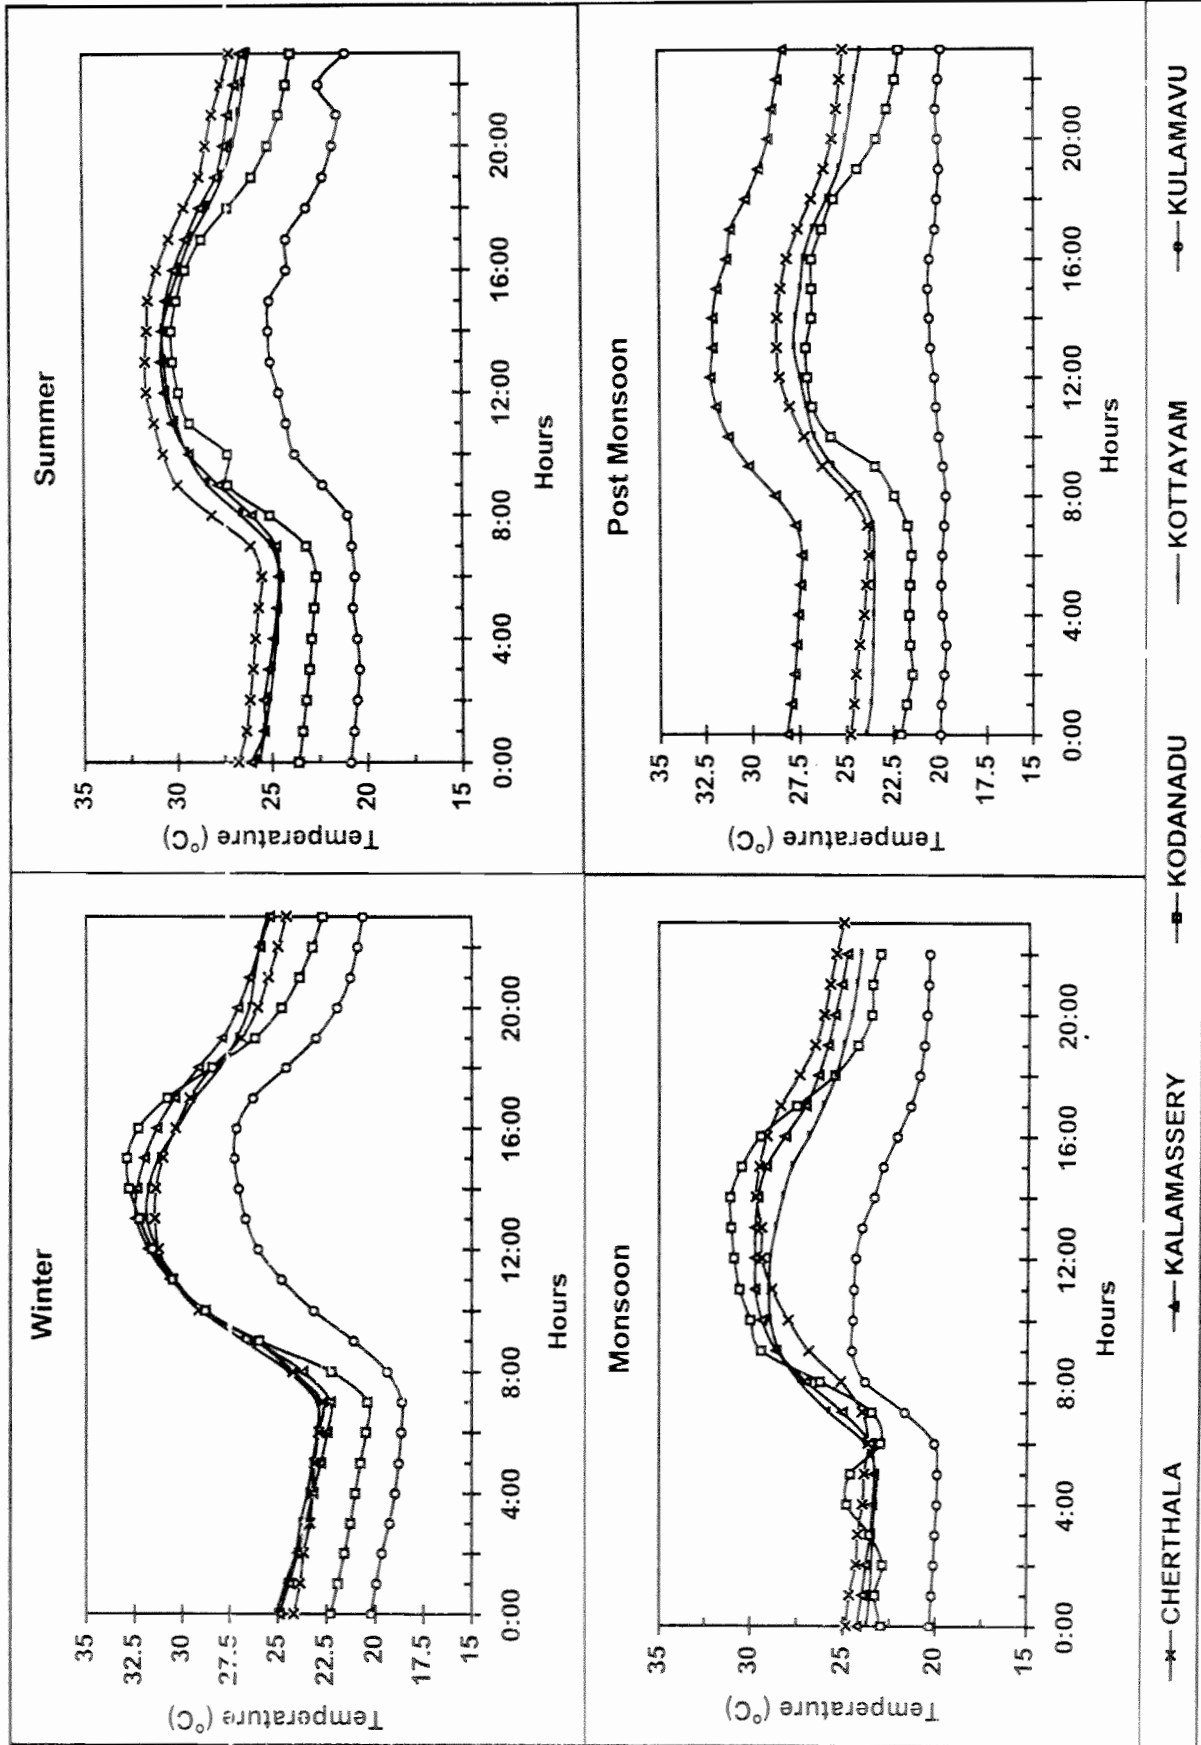 Winter
Temperature (°C)
35
32.5
30
27.5
25
22.5
20
17.5
15
0:00 4:00 8:00 12:00 16:00 20:00
Hours
Summer
Temperature (°C)
35
30
25
20
15
0:00 4:00 8:00 12:00 16:00 20:00
Hours
Monsoon
Temperature (°C)
35
30
25
20
15
0:00 4:00 8:00 12:00 16:00 20:00
Hours
Post Monsoon
Temperature (°C)
35
32.5
30
27.5
25
22.5
20
17.5
15
0:00 4:00 8:00 12:00 16:00 20:00
Hours
CHERTHALA KALAMASSERY KODANADU KOTTAYAM KULAMAVU